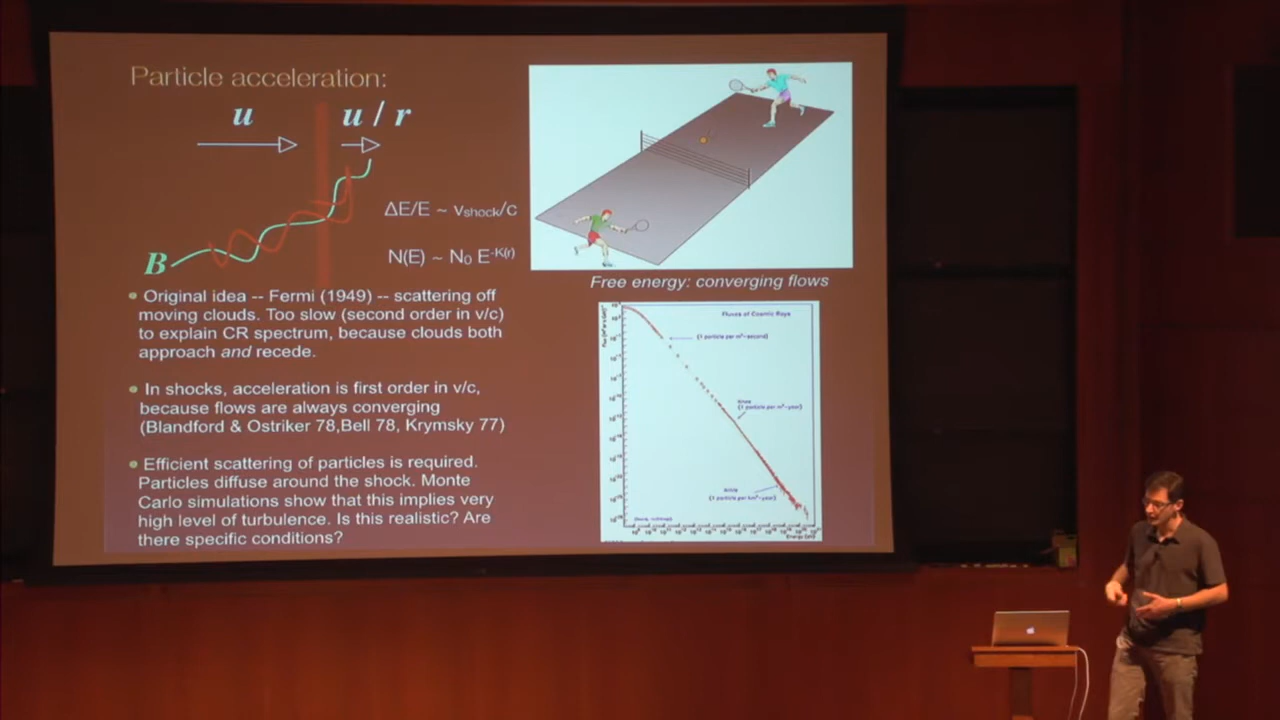 Particle acceleration:
u
u / r
ΔE/E ~ vshock/c
N(E) ~ N0 E-K(r)
B
• Original idea -- Fermi (1949) -- scattering off
moving clouds. Too slow (second order in v/c)
to explain CR spectrum, because clouds both
approach and recede.
• In shocks, acceleration is first order in v/c,
because flows are always converging
(Blandford & Ostriker 78,Bell 78, Krymsky 77)
• Efficient scattering of particles is required.
Particles diffuse around the shock. Monte
Carlo simulations show that this implies very
high level of turbulence. Is this realistic? Are
there specific conditions?
Free energy: converging flows
Fluxes of Cosmic Rays
(1 particle per m²-second)
Knee
(1 particle per m²-year)
Ankle
(1 particle per km²-year)
Energy (eV)